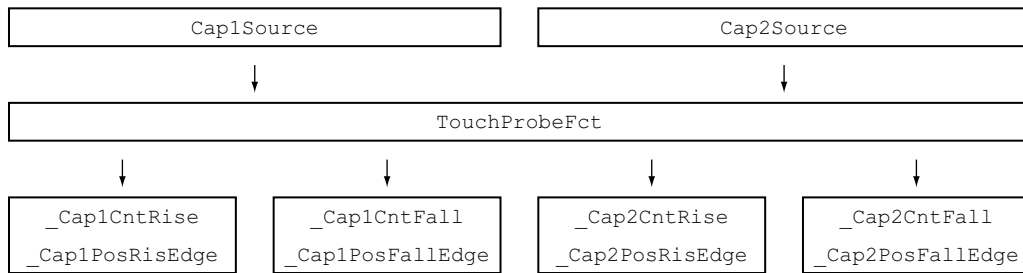 Cap1Source
Cap2Source
TouchProbeFct
_Cap1CntRise
_Cap1PosRisEdge
_Cap1CntFall
_Cap1PosFallEdge
_Cap2CntRise
_Cap2PosRisEdge
_Cap2CntFall
_Cap2PosFallEdge